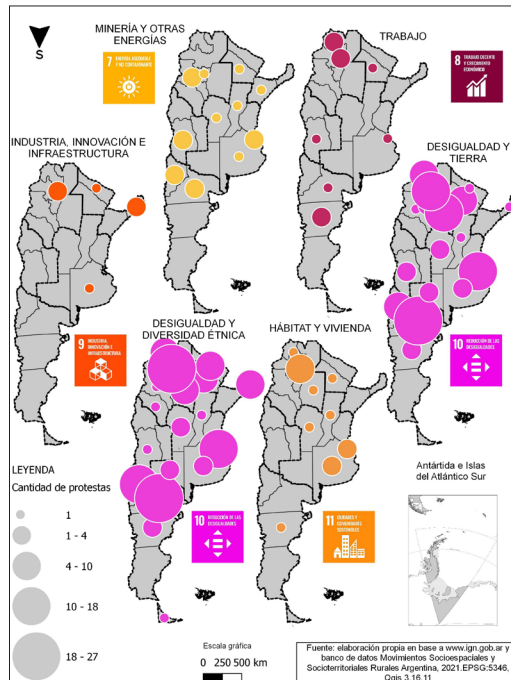 S
MINERÍA Y OTRAS
ENERGÍAS
7
ENERGÍA ASEQUIBLE
Y NO CONTAMINANTE
TRABAJO
8
TRABAJO DECENTE
Y CRECIMIENTO
ECONÓMICO
INDUSTRIA, INNOVACIÓN E
INFRAESTRUCTURA
9
INDUSTRIA,
INNOVACIÓN E
INFRAESTRUCTURA
DESIGUALDAD Y
TIERRA
10
REDUCCIÓN DE LAS
DESIGUALDADES
DESIGUALDAD Y
DIVERSIDAD ÉTNICA
10
REDUCCIÓN DE LAS
DESIGUALDADES
HÁBITAT Y VIVIENDA
11
CIUDADES Y
COMUNIDADES
SOSTENIBLES
LEYENDA
Cantidad de protestas
1
1 - 4
4 - 10
10 - 18
18 - 27
Antártida e Islas
del Atlántico Sur
Escala gráfica
0 250 500 km
Fuente: elaboración propia en base a www.ign.gob.ar y
banco de datos Movimientos Socioespaciales y
Socioterritoriales Rurales Argentina, 2021.EPSG:5346,
Qgis 3.16.11